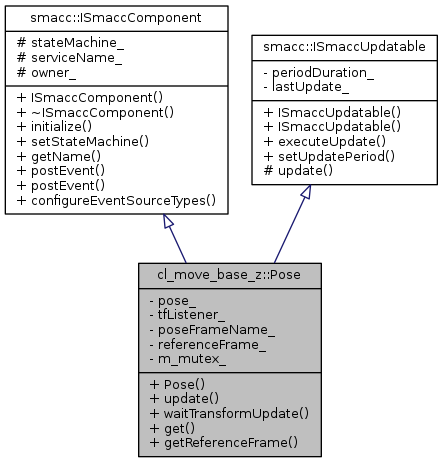 smacc::ISmaccComponent
# stateMachine_
# serviceName_
# owner_
+ ISmaccComponent()
+ ~ISmaccComponent()
+ initialize()
+ setStateMachine()
+ getName()
+ postEvent()
+ postEvent()
+ configureEventSourceTypes()
smacc::ISmaccUpdatable
- periodDuration_
- lastUpdate_
+ ISmaccUpdatable()
+ ISmaccUpdatable()
+ executeUpdate()
+ setUpdatePeriod()
# update()
cl_move_base_z::Pose
- pose_
- tfListener_
- poseFrameName_
- referenceFrame_
- m_mutex_
+ Pose()
+ update()
+ waitTransformUpdate()
+ get()
+ getReferenceFrame()